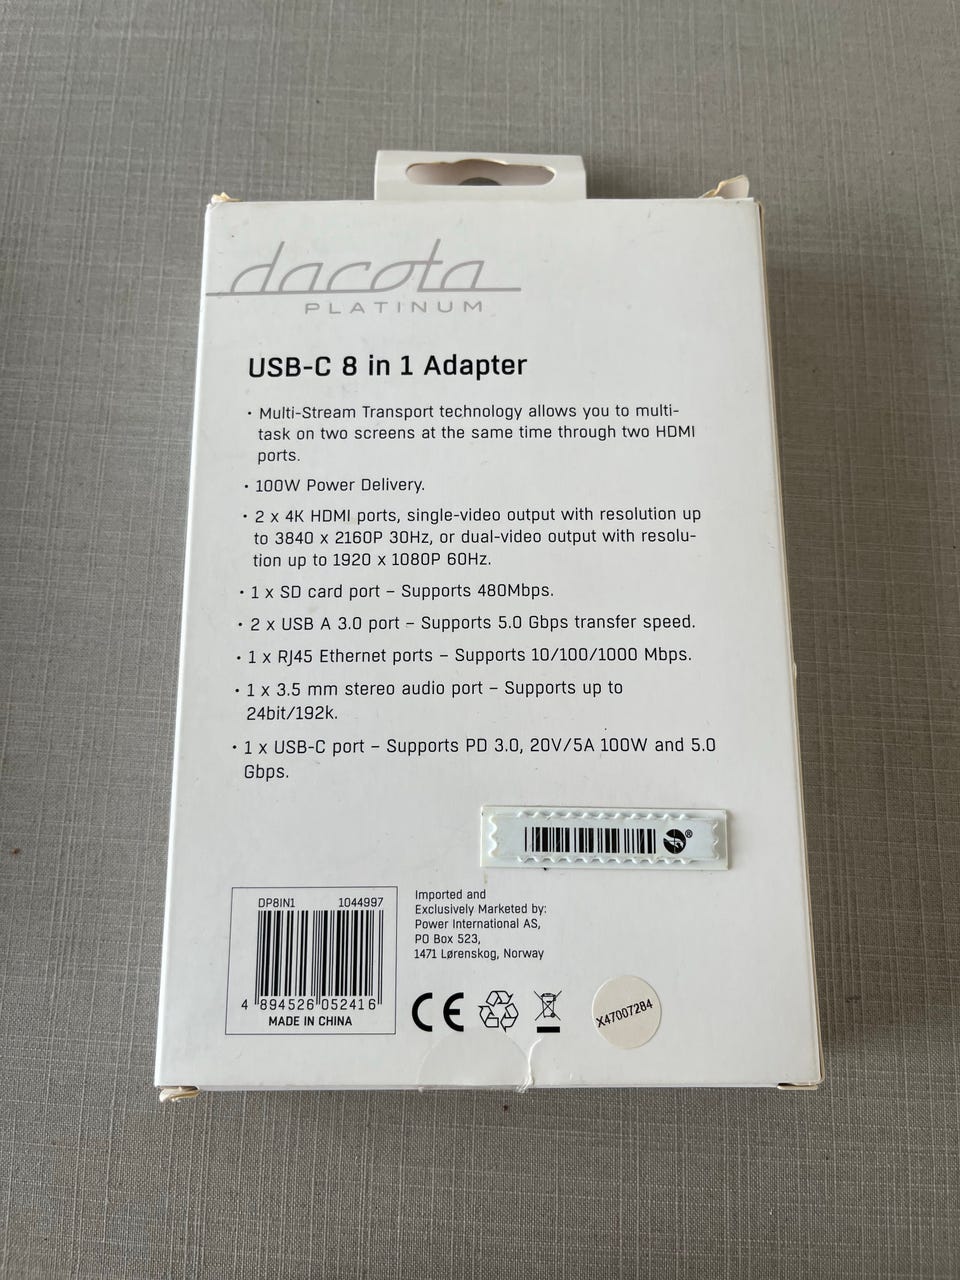 dacota
PLATINUM
USB-C 8 in 1 Adapter
• Multi-Stream Transport technology allows you to multi-
task on two screens at the same time through two HDMI
ports.
• 100W Power Delivery.
• 2 x 4K HDMI ports, single-video output with resolution up
to 3840 x 2160P 30Hz, or dual-video output with resolu-
tion up to 1920 x 1080P 60Hz.
• 1 x SD card port – Supports 480Mbps.
• 2 x USB A 3.0 port – Supports 5.0 Gbps transfer speed.
• 1 x RJ45 Ethernet ports – Supports 10/100/1000 Mbps.
• 1 x 3.5 mm stereo audio port – Supports up to
24bit/192k.
• 1 x USB-C port – Supports PD 3.0, 20V/5A 100W and 5.0
Gbps.
®
DP8IN1 1044997
4 894526 052416
MADE IN CHINA
Imported and
Exclusively Marketed by:
Power International AS,
PO Box 523,
1471 Lørenskog, Norway
CE
X47007284